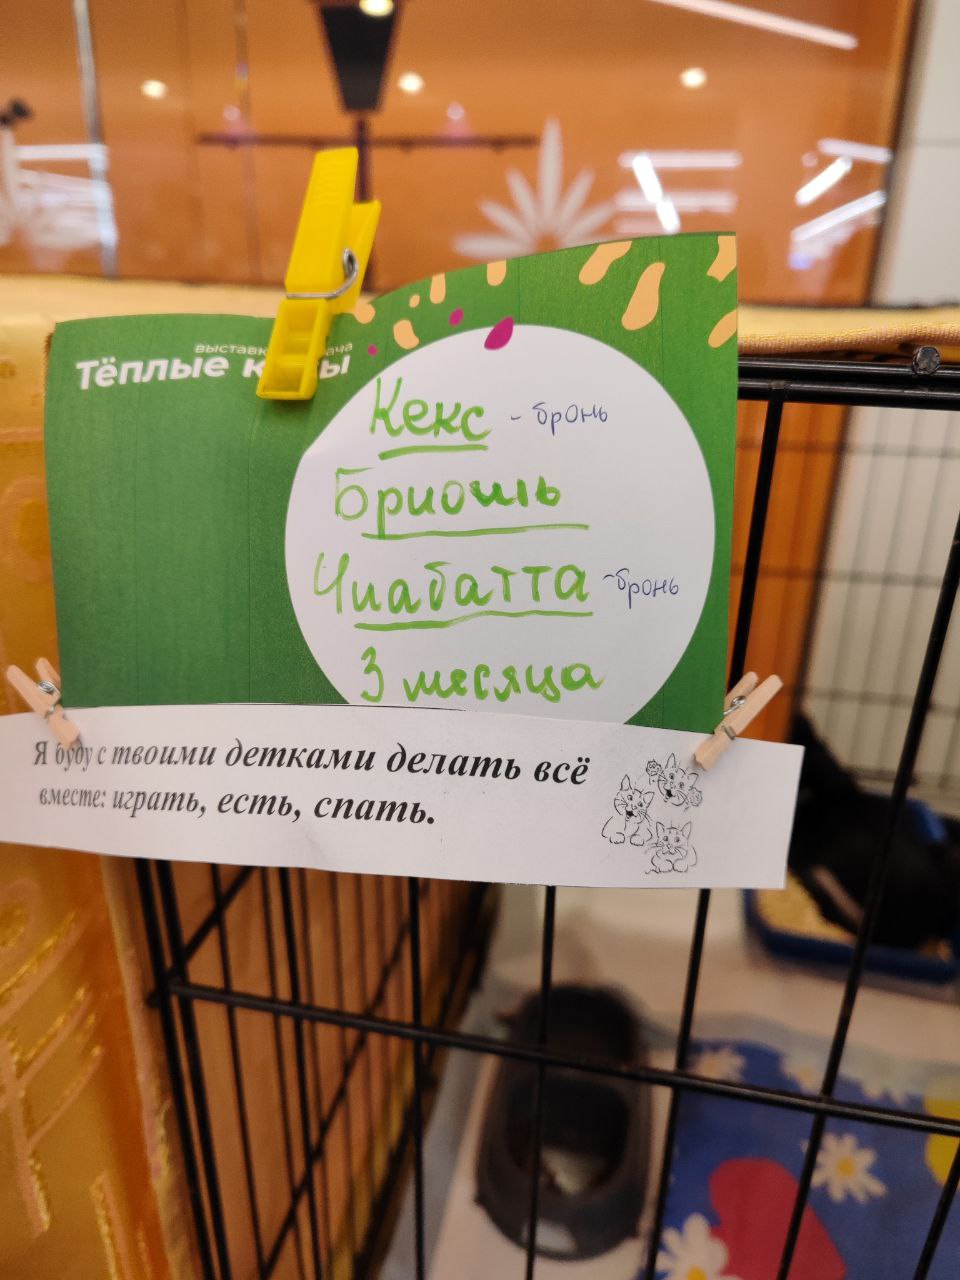 выставка
Тёплые
Кекс - бронь
Бриошь
Чиабатта - бронь
3 месяца
Я буду с твоими детками делать всё
вместе: играть, есть, спать.